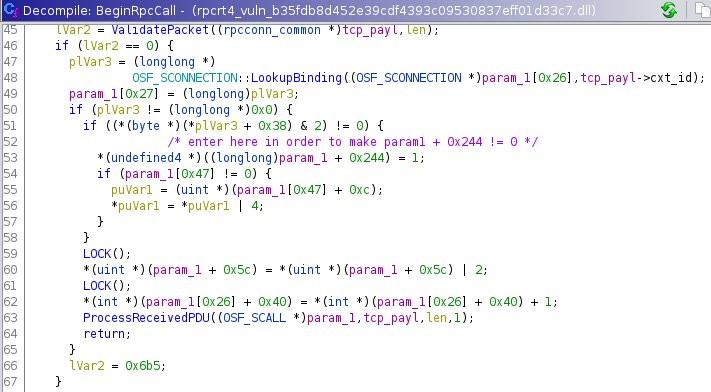 Decompile: BeginRpcCall - (rpcrt4_vuln_b35fdb8d452e39cdf4393c09530837eff01d33c7.dll)
45 lVar2 = ValidatePacket((rpcconn_common *)tcp_payl,len);
46 if (lVar2 == 0) {
47 plVar3 = (longlong *)
48 OSF_SCONNECTION::LookupBinding((OSF_SCONNECTION *)param_1[0x26],tcp_payl->cxt_id);
49 param_1[0x27] = (longlong)plVar3;
50 if (plVar3 != (longlong *)0x0) {
51 if ((*(byte *)(*plVar3 + 0x38) & 2) != 0) {
52 /* enter here in order to make param1 + 0x244 != 0 */
53 *(undefined4 *)((longlong)param_1 + 0x244) = 1;
54 if (param_1[0x47] != 0) {
55 puVar1 = (uint *)(param_1[0x47] + 0xc);
56 *puVar1 = *puVar1 | 4;
57 }
58 }
59 LOCK();
60 *(uint *)(param_1 + 0x5c) = *(uint *)(param_1 + 0x5c) | 2;
61 LOCK();
62 *(int *)(param_1[0x26] + 0x40) = *(int *)(param_1[0x26] + 0x40) + 1;
63 ProcessReceivedPDU((OSF_SCALL *)param_1,tcp_payl,len,1);
64 return;
65 }
66 lVar2 = 0x6b5;
67 }